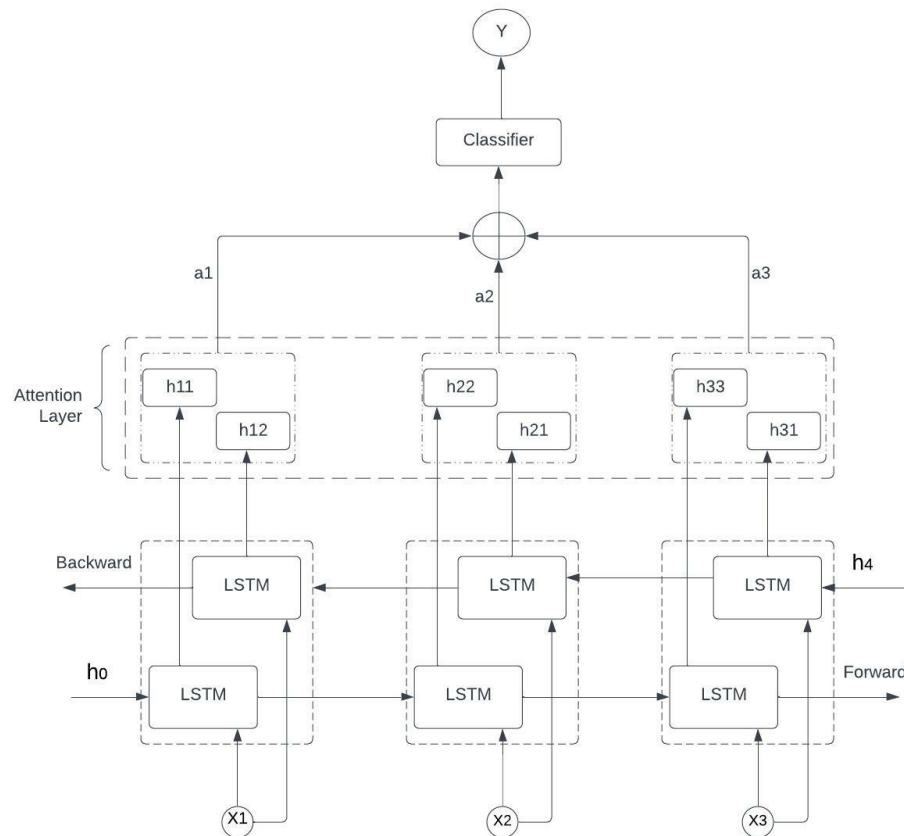 Y
Classifier
a1
a2
a3
Attention
Layer
h11
h22
h33
h12
h21
h31
Backward
LSTM
LSTM
LSTM
h4
h0
LSTM
LSTM
LSTM
Forward
X1
X2
X3